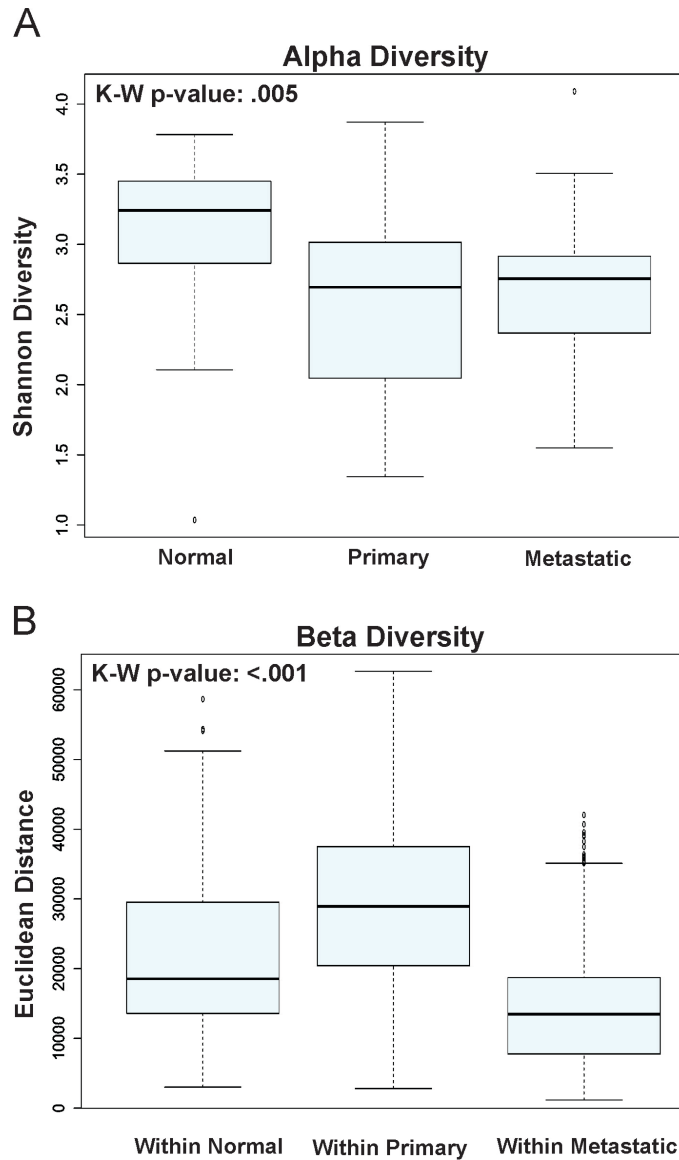 A
Alpha Diversity
K-W p-value: .005
Shannon Diversity
4.0
3.5
3.0
2.5
2.0
1.5
1.0
Normal Primary Metastatic
B
Beta Diversity
K-W p-value: <.001
Euclidean Distance
60000
50000
40000
30000
20000
10000
0
Within Normal Within Primary Within Metastatic